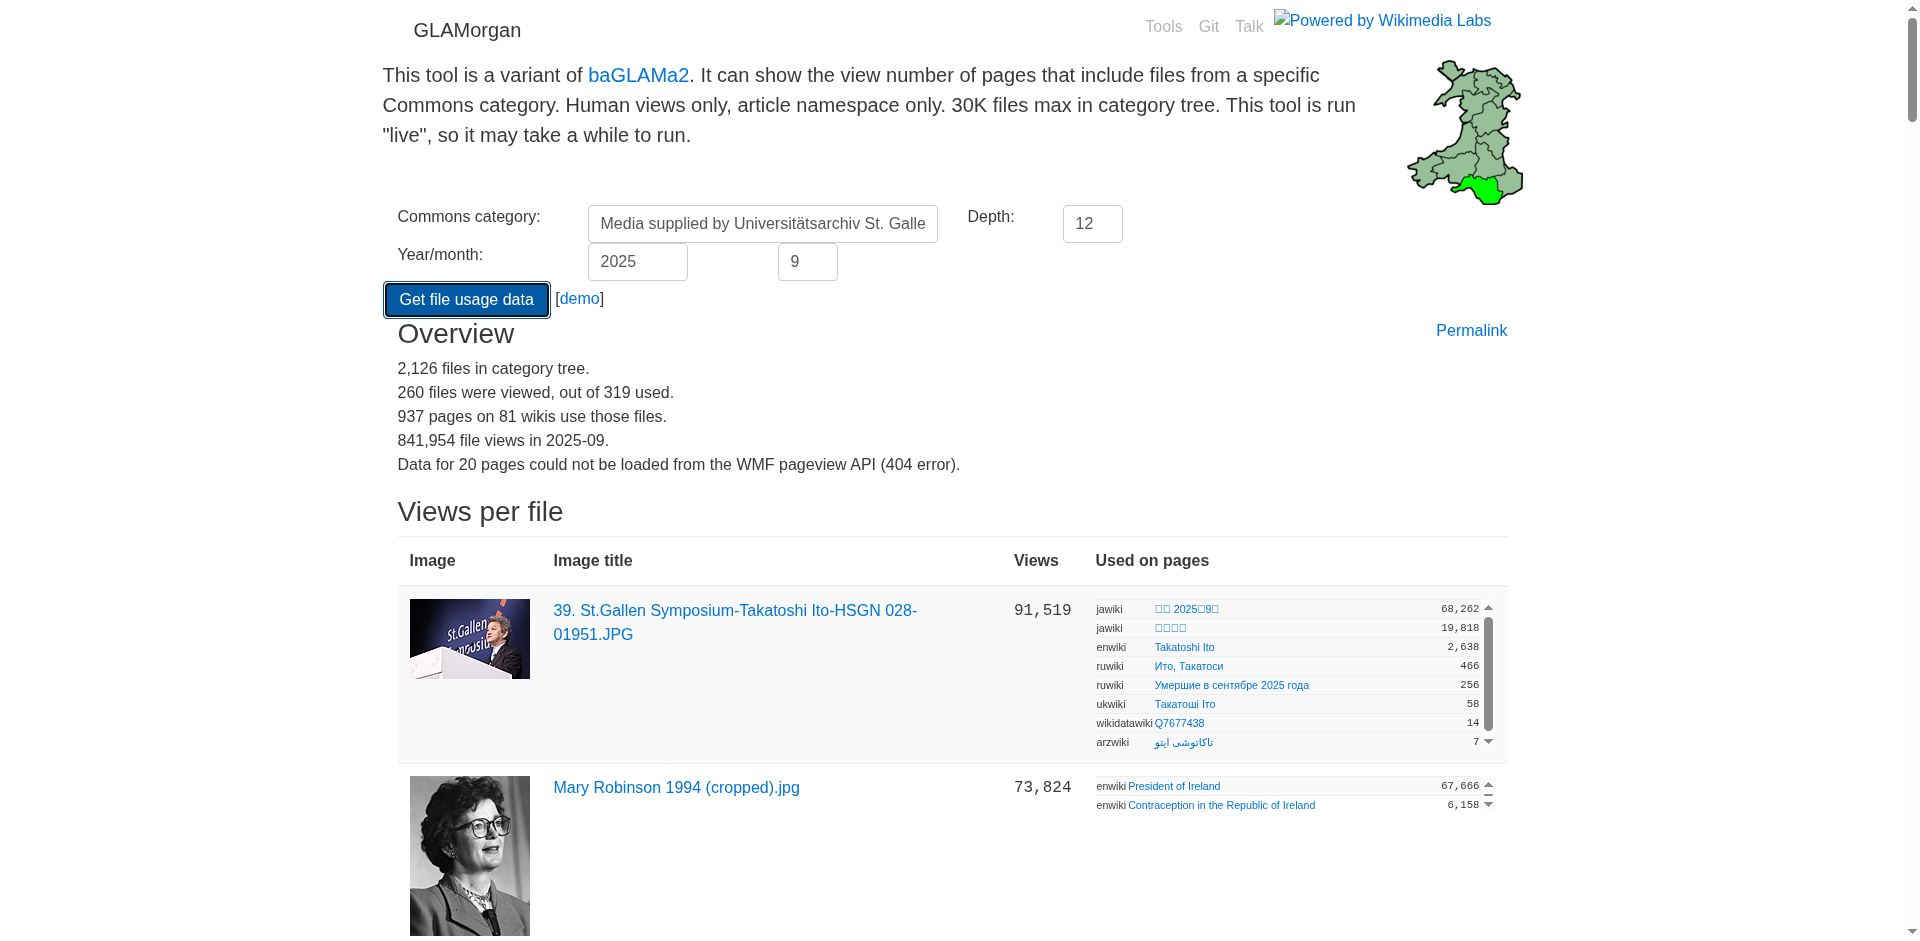 GLAMorgan
Tools Git Talk Powered by Wikimedia Labs
This tool is a variant of baGLAMa2. It can show the view number of pages that include files from a specific
Commons category. Human views only, article namespace only. 30K files max in category tree. This tool is run
"live", so it may take a while to run.
Commons category: Media supplied by Universitätsarchiv St. Galle Depth: 12
Year/month: 2025 9
Get file usage data [demo]
Overview Permalink
2,126 files in category tree.
260 files were viewed, out of 319 used.
937 pages on 81 wikis use those files.
841,954 file views in 2025-09.
Data for 20 pages could not be loaded from the WMF pageview API (404 error).
Views per file
Image Image title Views Used on pages
39. St.Gallen Symposium-Takatoshi Ito-HSGN 028-
01951.JPG
91,519
St.Gallen
jawiki 2025 9 68,262
jawiki 19,818
enwiki Takatoshi Ito 2,638
ruwiki Ито, Такатоси 466
ruwiki Умершие в сентябре 2025 года 256
ukwiki Такатоші Іто 58
wikidatawiki Q7677438 14
arzwiki تاكاتوشى ايتو 7
Mary Robinson 1994 (cropped).jpg 73,824
enwiki President of Ireland 67,666
enwiki Contraception in the Republic of Ireland 6,158